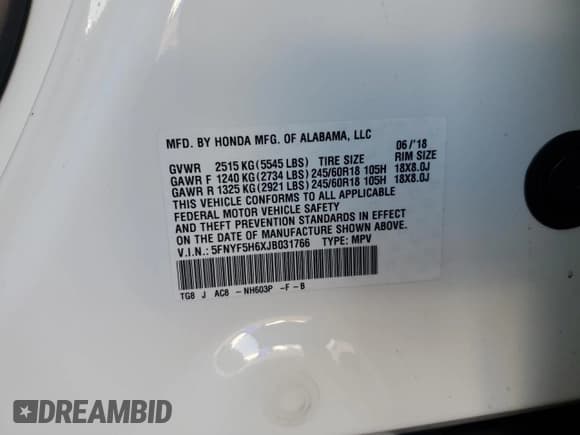 MFD. BY HONDA MFG. OF ALABAMA, LLC 06/'18
GVWR 2515 KG (5545 LBS) TIRE SIZE RIM SIZE
GAWR F 1240 KG (2734 LBS) 245/60R18 105H 18X8.0J
GAWR R 1325 KG (2921 LBS) 245/60R18 105H 18X8.0J
THIS VEHICLE CONFORMS TO ALL APPLICABLE
FEDERAL MOTOR VEHICLE SAFETY
AND THEFT PREVENTION STANDARDS IN EFFECT
ON THE DATE OF MANUFACTURE SHOWN ABOVE.
V.I.N.: 5FNYF5H6XJB031766 TYPE: MPV
TG8 J AC8 - NH603P -F - B
DREAMBID